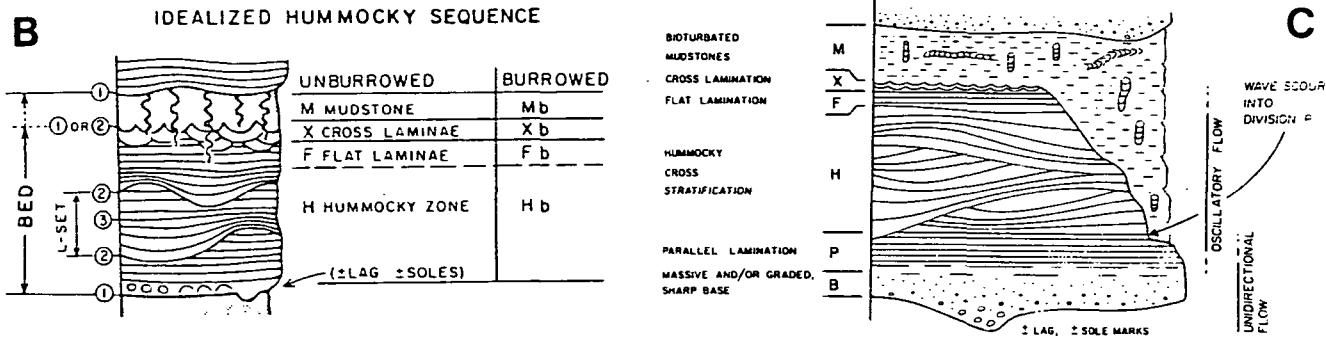 IDEALIZED HUMMOCKY SEQUENCE
B
UNBURROWED BURROWED
M MUDSTONE Mb
X CROSS LAMINAE Xb
F FLAT LAMINAE Fb
H HUMMOCKY ZONE Hb
(±LAG ±SOLES)
1
1 OR 2
2
3
2
1
BED
L-SET
C
BIOTURBATED
MUDSTONES
M
CROSS LAMINATION
X
FLAT LAMINATION
F
HUMMOCKY
CROSS
STRATIFICATION
H
PARALLEL LAMINATION
P
MASSIVE AND/OR GRADED,
SHARP BASE
B
± LAG, ± SOLE MARKS
WAVE SCOUR
INTO
DIVISION
OSCILLATORY FLOW
UNIDIRECTIONAL
FLOW